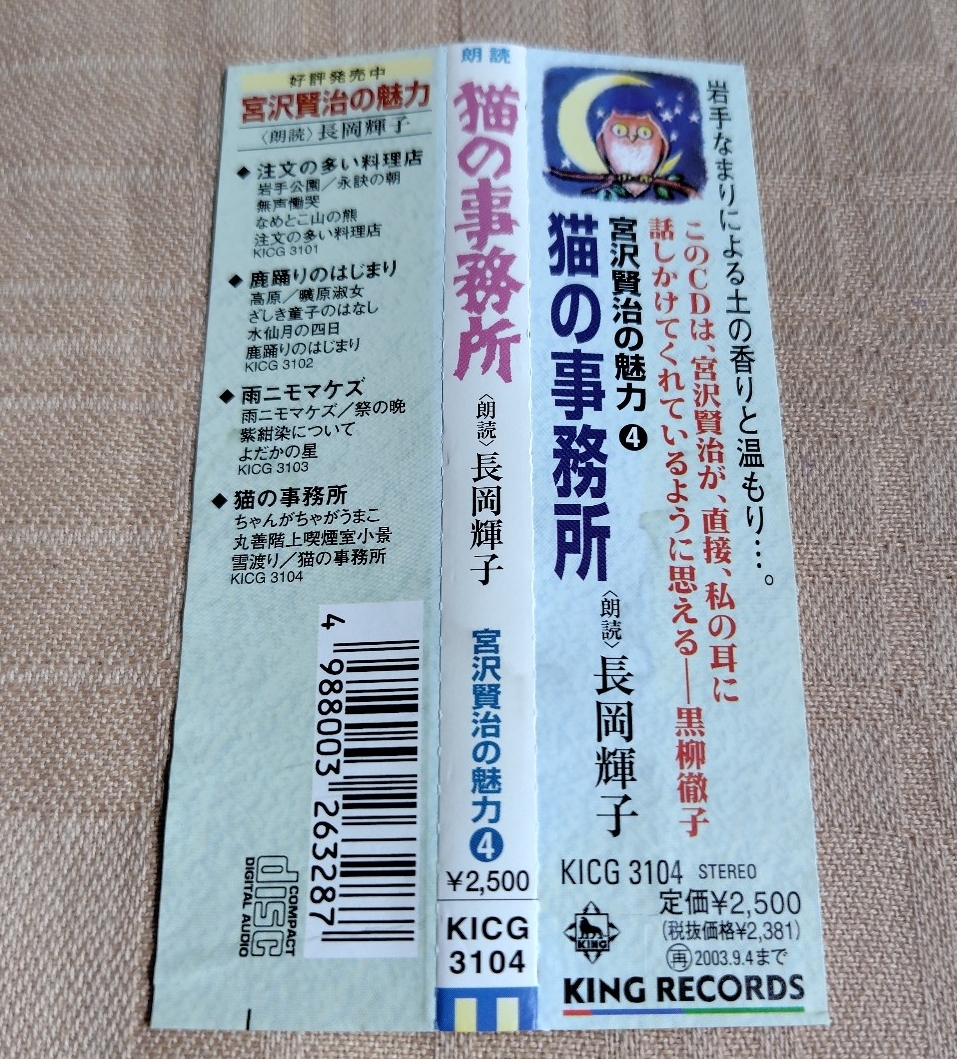 好評発売中
宮沢賢治の魅力
〈朗読〉長岡輝子
◆注文の多い料理店
岩手公園／永訣の朝
無声慟哭
なめとこ山の熊
注文の多い料理店
KICG 3101
◆鹿踊りのはじまり
高原／曠原淑女
ざしき童子のはなし
水仙月の四日
鹿踊りのはじまり
KICG 3102
◆雨ニモマケズ
雨ニモマケズ／祭の晩
紫紺染について
よだかの星
KICG 3103
◆猫の事務所
ちゃんがちゃがうまこ
丸善階上喫煙室小景
雪渡り／猫の事務所
KICG 3104
4 988003 263287
COMPACT
disc
DIGITAL AUDIO
朗読
猫の事務所
〈朗読〉長岡輝子
宮沢賢治の魅力❹
¥2,500
KICG
3104
岩手なまりによる土の香りと温もり…。
このCDは、宮沢賢治が、直接、私の耳に
話しかけてくれているように思える――黒柳徹子
宮沢賢治の魅力❹
猫の事務所
〈朗読〉長岡輝子
KICG 3104 STEREO
定価¥2,500
(税抜価格¥2,381)
再2003.9.4まで
KING
KING RECORDS